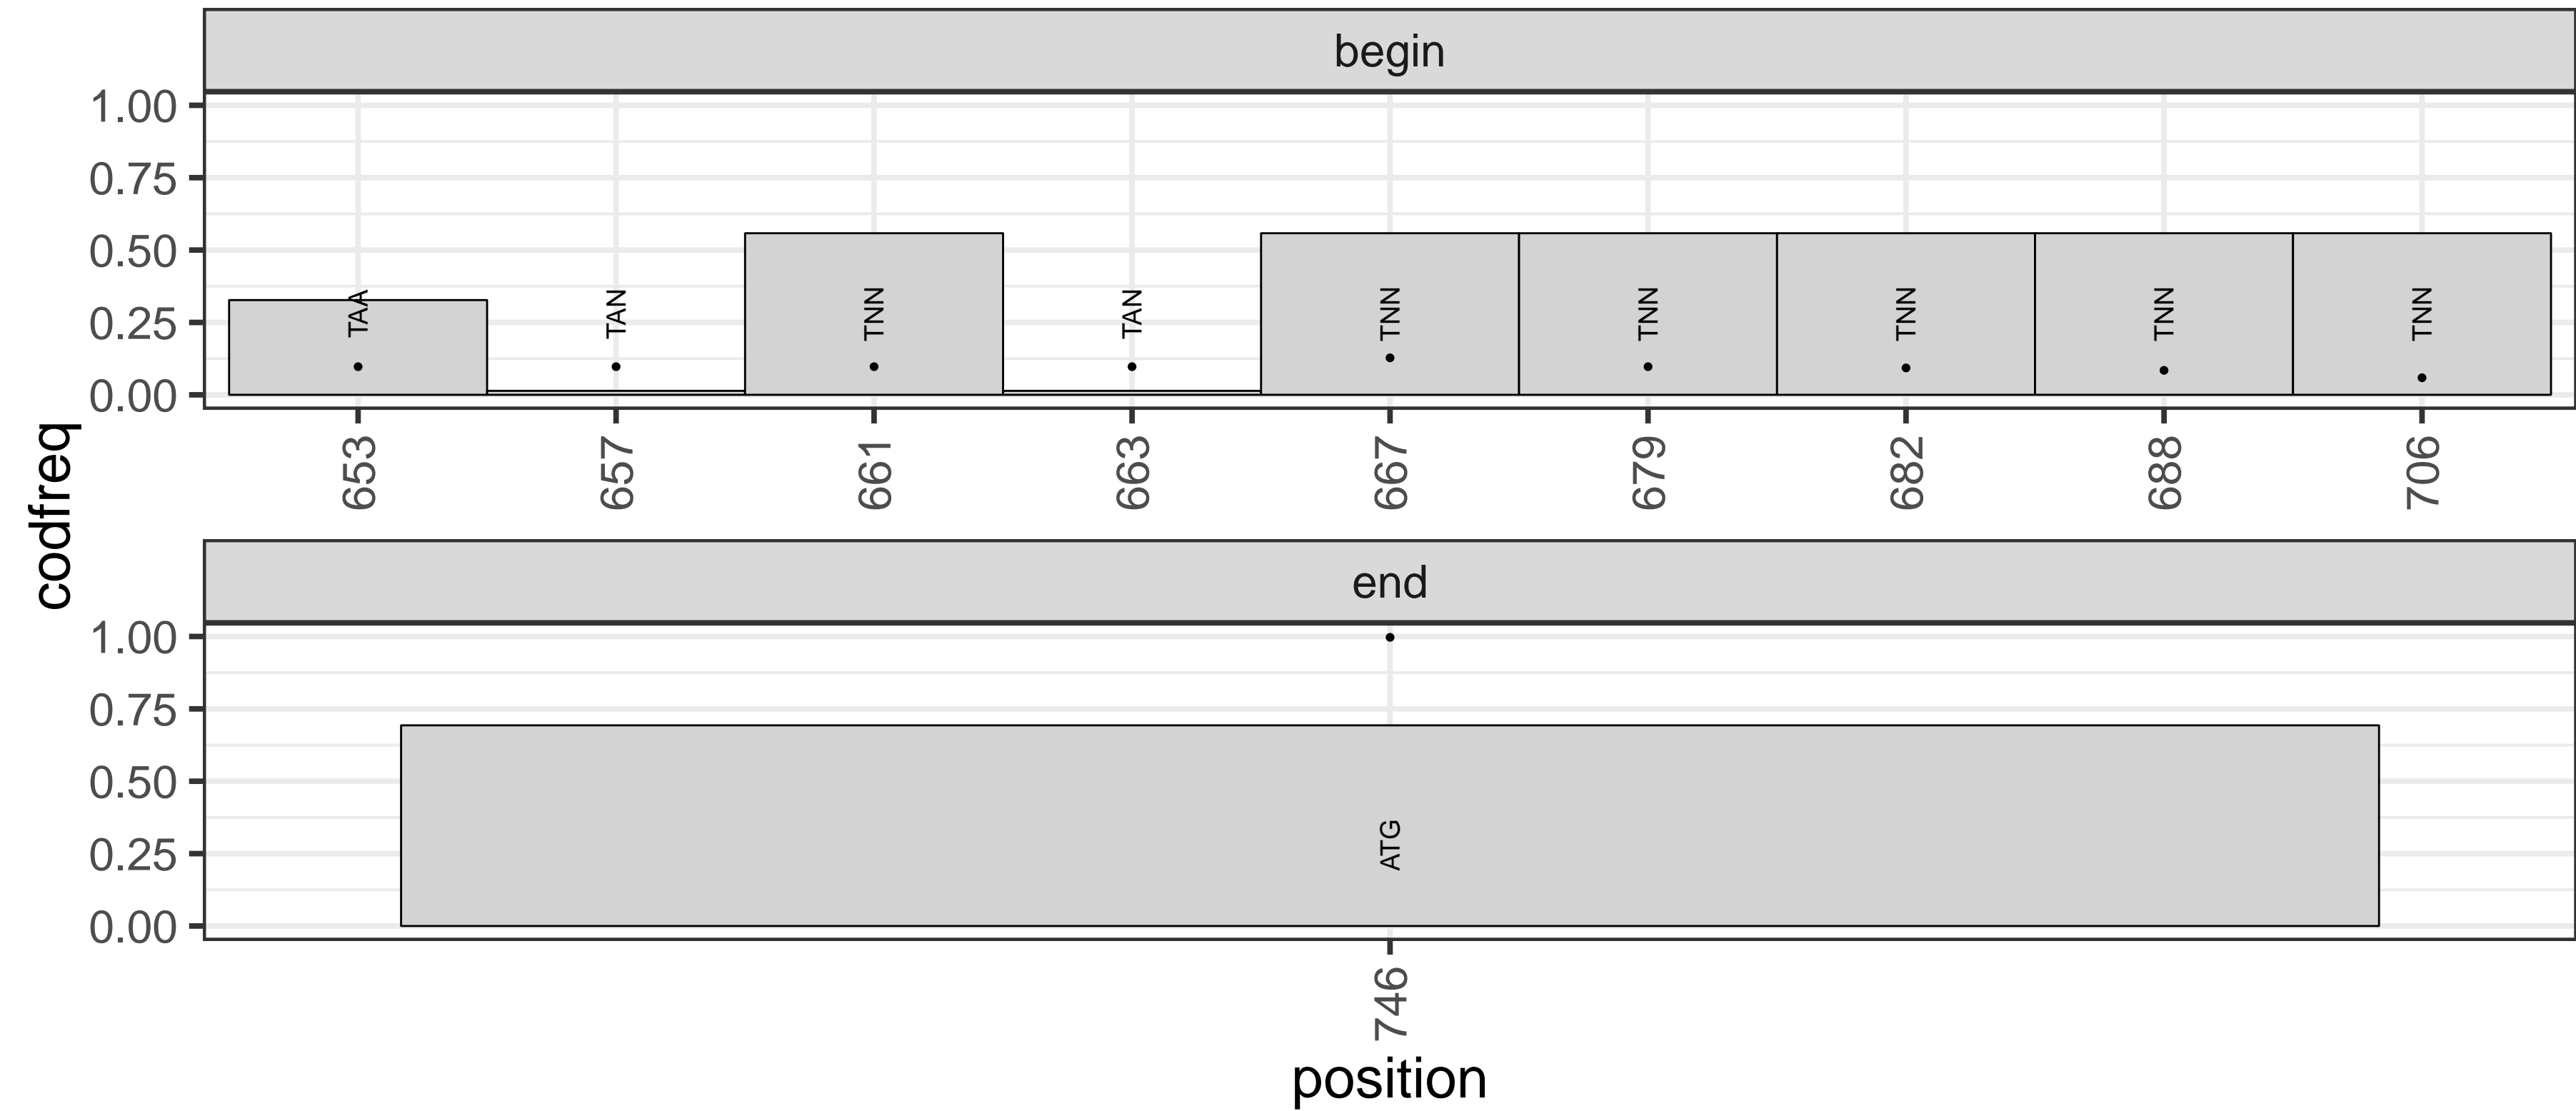 begin
1.00
0.75
0.50
0.25
0.00
TAA TAN TNN TAN TNN TNN TNN TNN TNN
653 657 661 663 667 679 682 688 706
codfreq
end
1.00
0.75
0.50
0.25
0.00
ATG
746
position